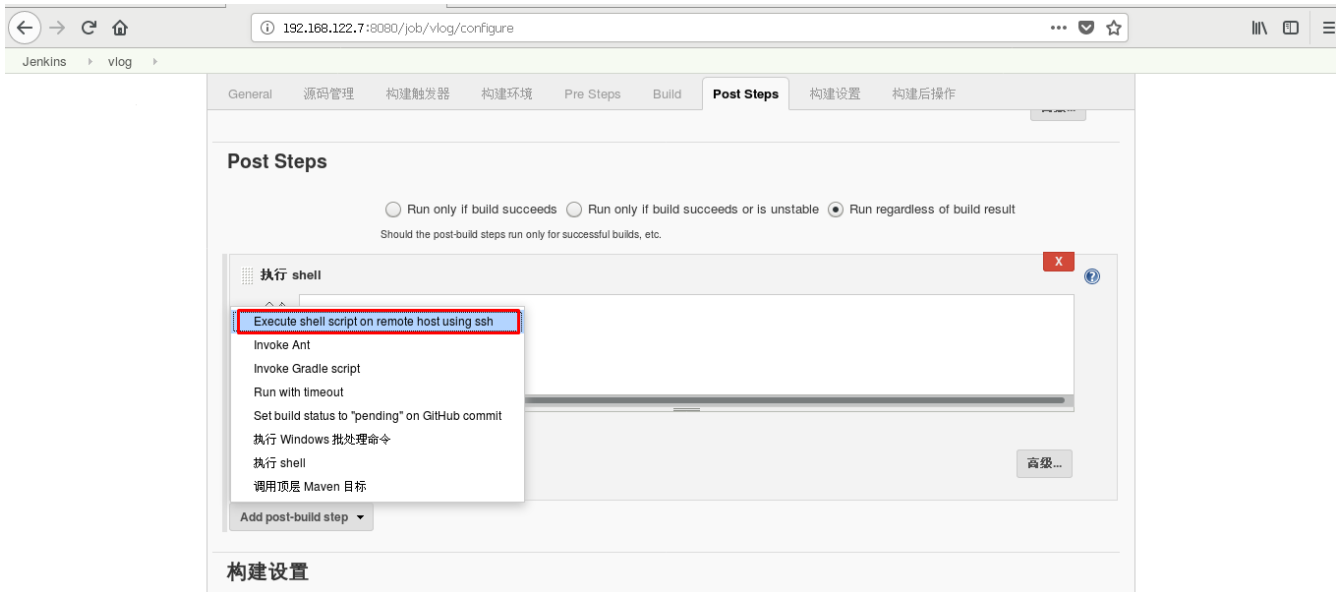 192.168.122.7:8080/job/vlog/configure
Jenkins vlog
General 源码管理 构建触发器 构建环境 Pre Steps Build Post Steps 构建设置 构建后操作
Post Steps
Run only if build succeeds Run only if build succeeds or is unstable Run regardless of build result
Should the post-build steps run only for successful builds, etc.
X
执行 shell
Execute shell script on remote host using ssh
Invoke Ant
Invoke Gradle script
Run with timeout
Set build status to "pending" on GitHub commit
执行 Windows 批处理命令
执行 shell
高级...
调用顶层 Maven 目标
Add post-build step
构建设置